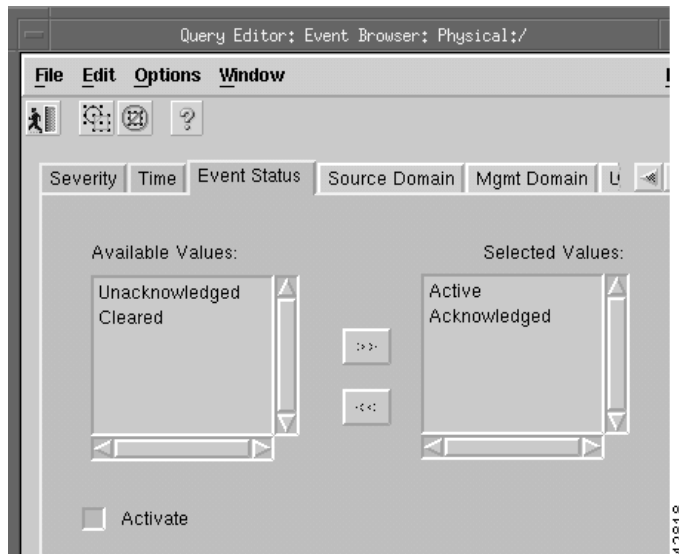 Query Editor: Event Browser: Physical:/
File Edit Options Window
?
Severity Time Event Status Source Domain Mgmt Domain
Available Values: Selected Values:
Unacknowledged
Cleared
>>
<<
Active
Acknowledged
Activate
42818